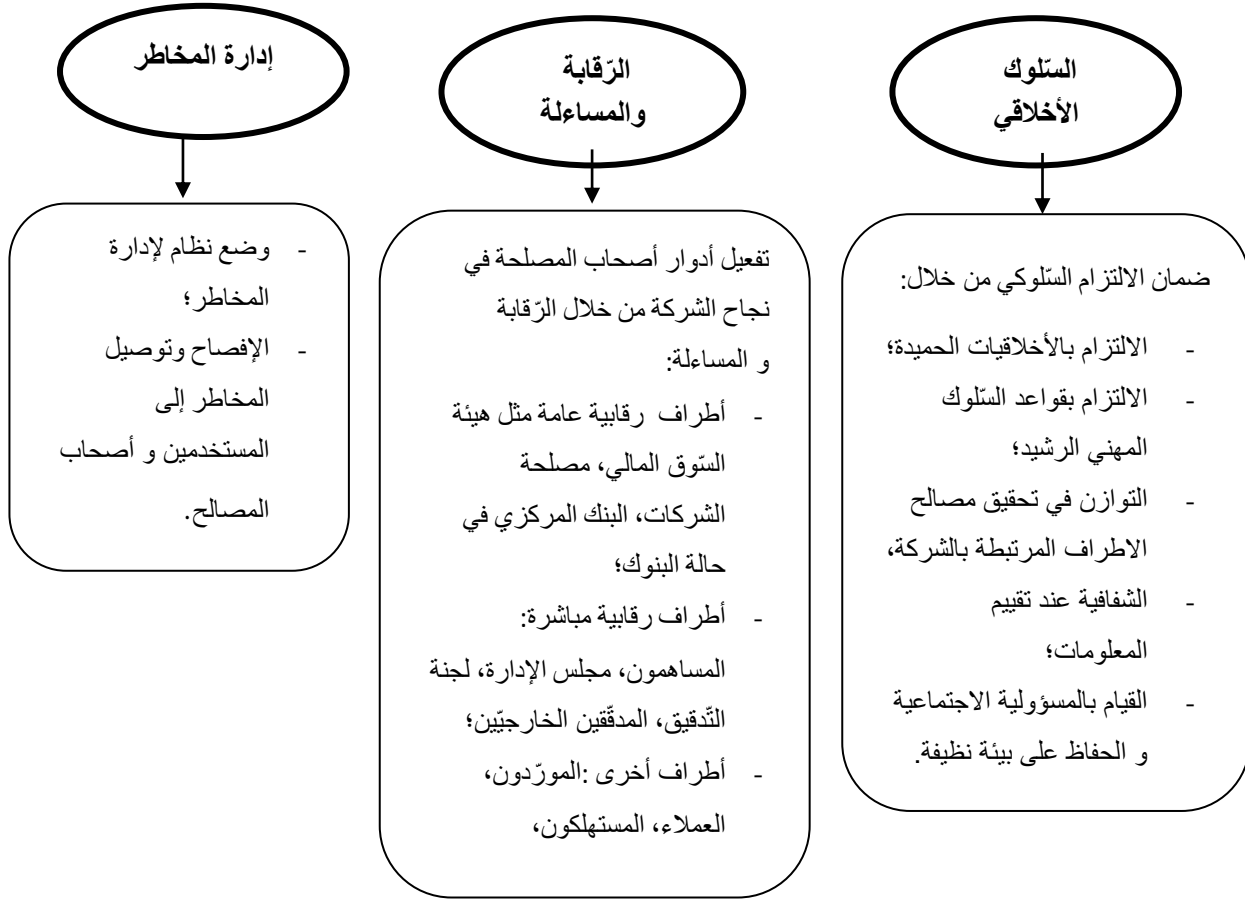 السّلوك
الأخلاقي
ضمان الالتزام السّلوكي من خلال:
- الالتزام بالأخلاقيات الحميدة؛
- الالتزام بقواعد السّلوك
المهني الرشيد؛
- التوازن في تحقيق مصالح
الاطراف المرتبطة بالشركة،
- الشفافية عند تقييم
المعلومات؛
- القيام بالمسؤولية الاجتماعية
و الحفاظ على بيئة نظيفة.
الرّقابة
والمساءلة
تفعيل أدوار أصحاب المصلحة في
نجاح الشركة من خلال الرّقابة
و المساءلة:
- أطراف رقابية عامة مثل هيئة
السّوق المالي، مصلحة
الشركات، البنك المركزي في
حالة البنوك؛
- أطراف رقابية مباشرة:
المساهمون، مجلس الإدارة، لجنة
التّدقيق، المدقّقين الخارجيّين؛
- أطراف أخرى :المورّدون،
العملاء، المستهلكون،
إدارة المخاطر
- وضع نظام لإدارة
المخاطر؛
- الإفصاح وتوصيل
المخاطر إلى
المستخدمين و أصحاب
المصالح.